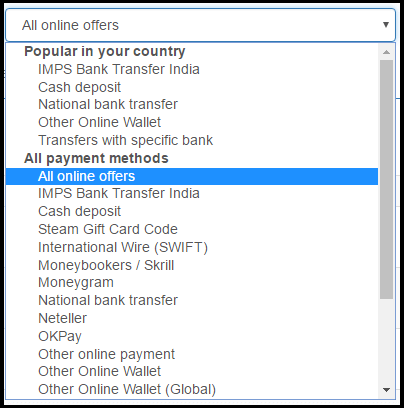 All online offers
Popular in your country
IMPS Bank Transfer India
Cash deposit
National bank transfer
Other Online Wallet
Transfers with specific bank
All payment methods
All online offers
IMPS Bank Transfer India
Cash deposit
Steam Gift Card Code
International Wire (SWIFT)
Moneybookers / Skrill
Moneygram
National bank transfer
Neteller
OKPay
Other online payment
Other Online Wallet
Other Online Wallet (Global)